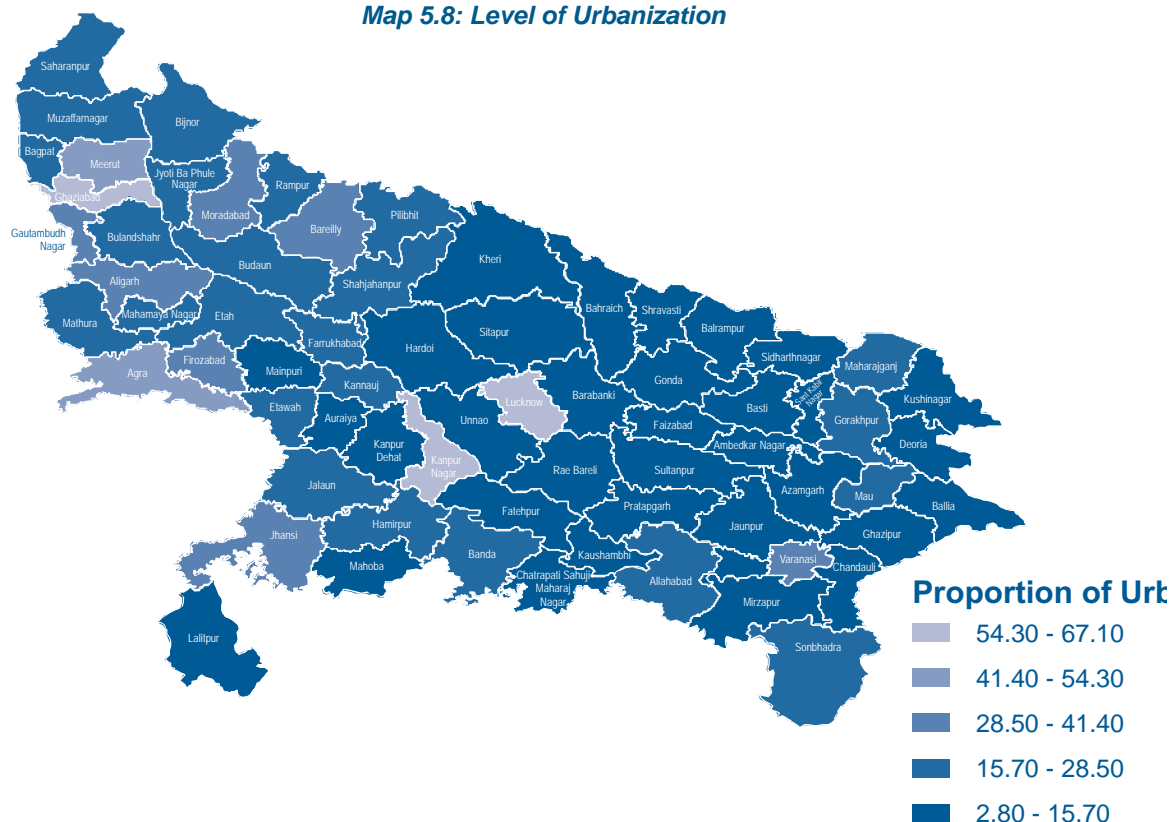 Map 5.8: Level of Urbanization
Saharanpur
Muzaffarnagar
Bijnor
Bagpat
Meerut
Jyoti Ba Phule
Nagar
Rampur
Ghaziabad
Moradabad
Pilibhit
Bareilly
Gautambudh
Nagar
Bulandshahr
Budaun
Kheri
Aligarh
Shahjahanpur
Bahraich
Shravasti
Mathura
Mahamaya Nagar
Etah
Balrampur
Sitapur
Farrukhabad
Hardoi
Sidharthnagar
Maharajganj
Agra
Firozabad
Mainpuri
Kannauj
Gonda
Sant Kabir
Nagar
Kushinagar
Lucknow
Barabanki
Basti
Etawah
Auraiya
Unnao
Faizabad
Gorakhpur
Deoria
Kanpur
Dehat
Ambedkar Nagar
Kanpur
Nagar
Rae Bareli
Sultanpur
Jalaun
Azamgarh
Mau
Ballia
Fatehpur
Pratapgarh
Hamirpur
Jaunpur
Ghazipur
Jhansi
Banda
Kaushambhi
Varanasi
Mahoba
Chandauli
Chatrapati Sahuji
Maharaj
Nagar
Allahabad
Mirzapur
Lalitpur
Sonbhadra
Proportion of Urb
54.30 - 67.10
41.40 - 54.30
28.50 - 41.40
15.70 - 28.50
2.80 - 15.70